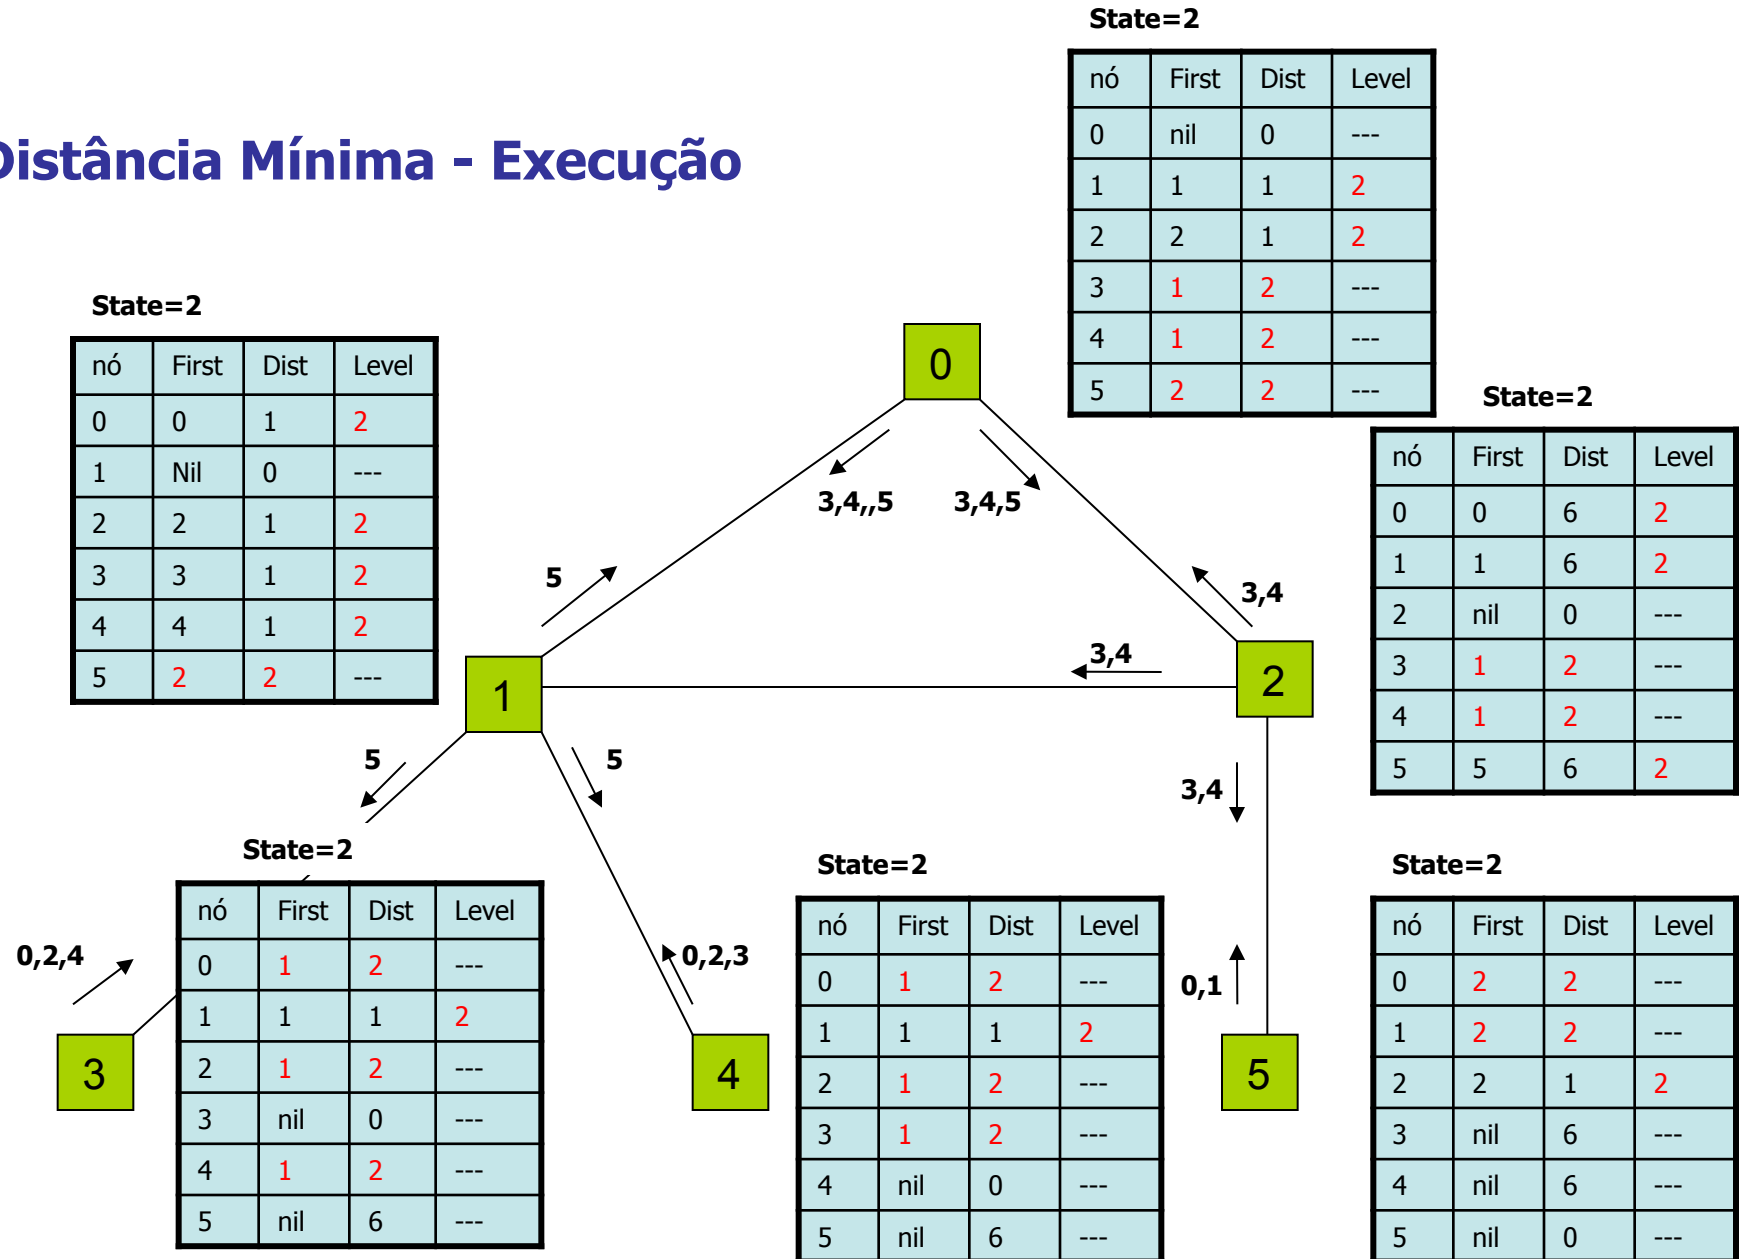 State=2
nó First Dist Level
0 nil 0 ---
1 1 1 2
2 2 1 2
3 1 2 ---
4 1 2 ---
5 2 2 ---
Distância Mínima - Execução
State=2
nó First Dist Level
0 0 1 2
1 Nil 0 ---
2 2 1 2
3 3 1 2
4 4 1 2
5 2 2 ---
0
State=2
nó First Dist Level
0 0 6 2
1 1 6 2
2 nil 0 ---
3 1 2 ---
4 1 2 ---
5 5 6 2
3,4,,5
3,4,5
5
3,4
3,4
1
2
5
5
3,4
State=2
nó First Dist Level
0 1 2 ---
1 1 1 2
2 1 2 ---
3 nil 0 ---
4 1 2 ---
5 nil 6 ---
0,2,4
3
0,2,3
4
State=2
nó First Dist Level
0 1 2 ---
1 1 1 2
2 1 2 ---
3 1 2 ---
4 nil 0 ---
5 nil 6 ---
0,1
5
State=2
nó First Dist Level
0 2 2 ---
1 2 2 ---
2 2 1 2
3 nil 6 ---
4 nil 6 ---
5 nil 0 ---